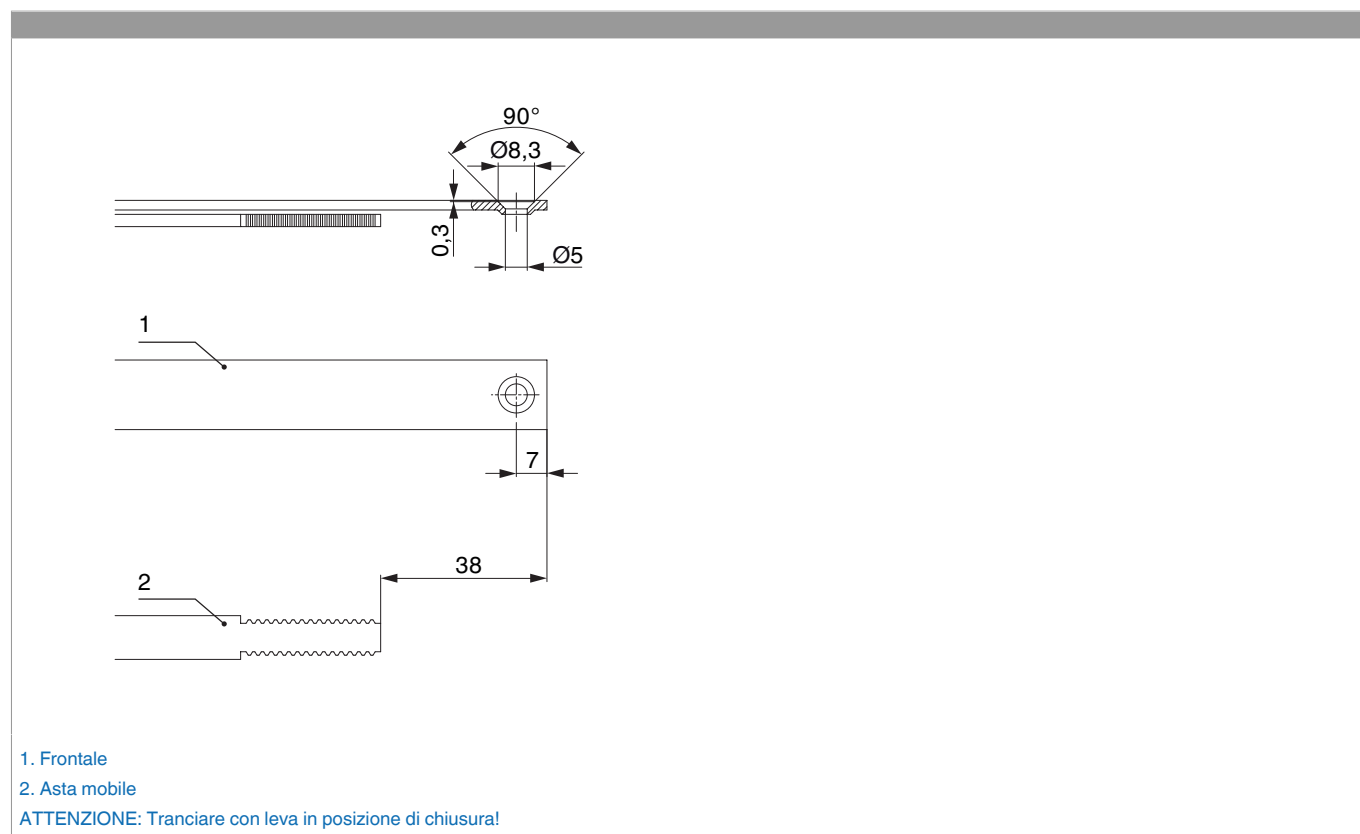 90°
Ø8,3
0,3
Ø5
1
7
38
2
1. Frontale
2. Asta mobile
ATTENZIONE: Tranciare con leva in posizione di chiusura!